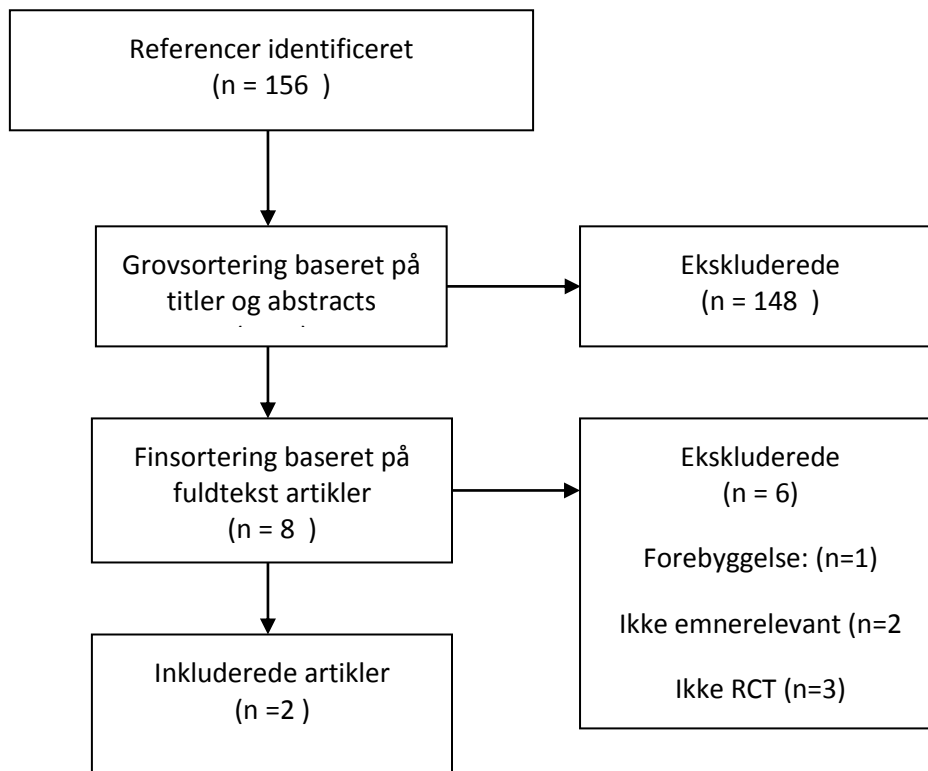 Referencer identificeret
(n = 156  )
Grovsortering baseret på
titler og abstracts
Ekskluderede
(n = 148  )
Finsortering baseret på
fuldtekst artikler
(n = 8  )
Ekskluderede
(n = 6)
Forebyggelse: (n=1)
Ikke emnerelevant (n=2
Ikke RCT (n=3)
Inkluderede artikler
(n =2 )